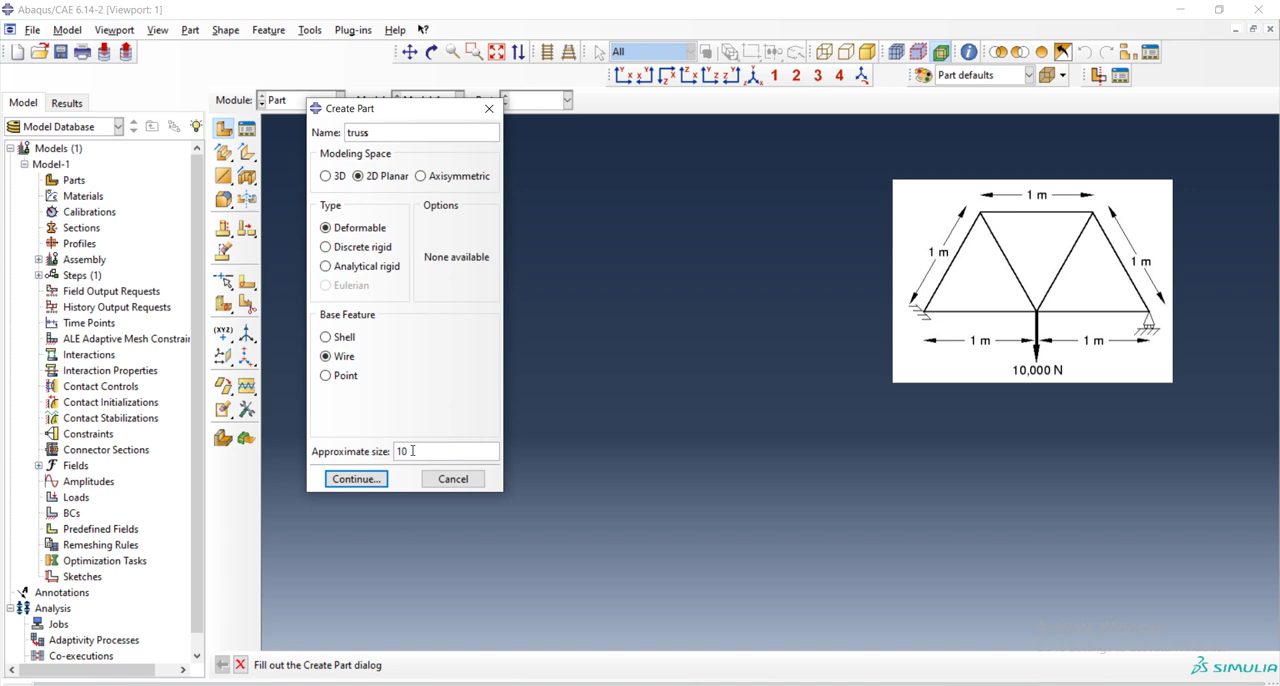 Abaqus/CAE 6.14-2 [Viewport: 1]
File Model Viewport View Part Shape Feature Tools Plug-ins Help
All
1 2 3 4 Part defaults
Model Results Module: Part
Model Database
Models (1)
Model-1
Parts
Materials
Calibrations
Sections
Profiles
Assembly
Steps (1)
Field Output Requests
History Output Requests
Time Points
ALE Adaptive Mesh Constrain
Interactions
Interaction Properties
Contact Controls
Contact Initializations
Contact Stabilizations
Constraints
Connector Sections
Fields
Amplitudes
Loads
BCs
Predefined Fields
Remeshing Rules
Optimization Tasks
Sketches
Annotations
Analysis
Jobs
Adaptivity Processes
Co-executions
(XYZ)
Create Part
Name: truss
Modeling Space
3D 2D Planar Axisymmetric
Type
Deformable
Discrete rigid
Analytical rigid
Eulerian
Options
None available
Base Feature
Shell
Wire
Point
Approximate size: 10
Continue... Cancel
1 m
1 m
1 m
1 m 1 m
10,000 N
Fill out the Create Part dialog
SIMULIA